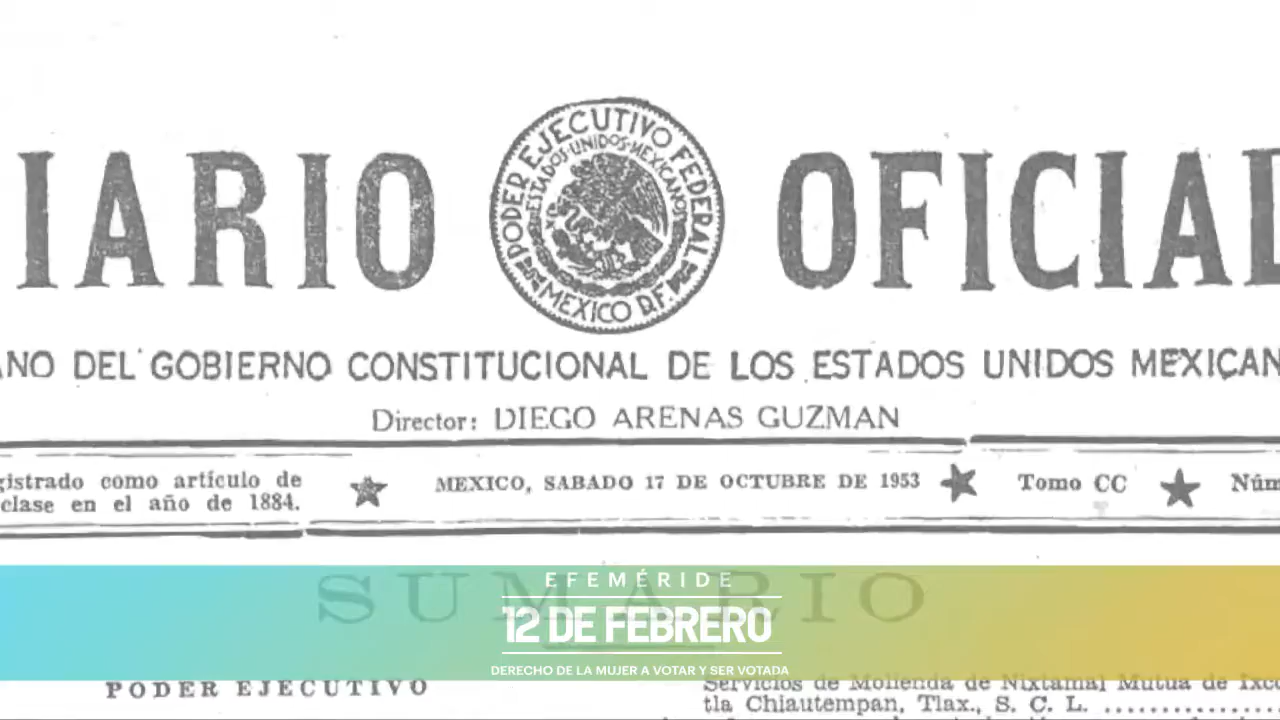 IARIO OFICIAL
PODER EJECUTIVO FEDERAL
ESTADOS·UNIDOS·MEXICANOS
MEXICO D.F.
ANO DEL GOBIERNO CONSTITUCIONAL DE LOS ESTADOS UNIDOS MEXICAN
Director: DIEGO ARENAS GUZMAN
gistrado como artículo de
clase en el año de 1884.
MEXICO, SABADO 17 DE OCTUBRE DE 1953
Tomo CC
Núm
SUMARIO
EFEMÉRIDE
12 DE FEBRERO
DERECHO DE LA MUJER A VOTAR Y SER VOTADA
PODER EJECUTIVO
Servicios de Molienda de Nixtamal Mutua de Ixco
tla Chiautempan, Tlax., S. C. L. ................